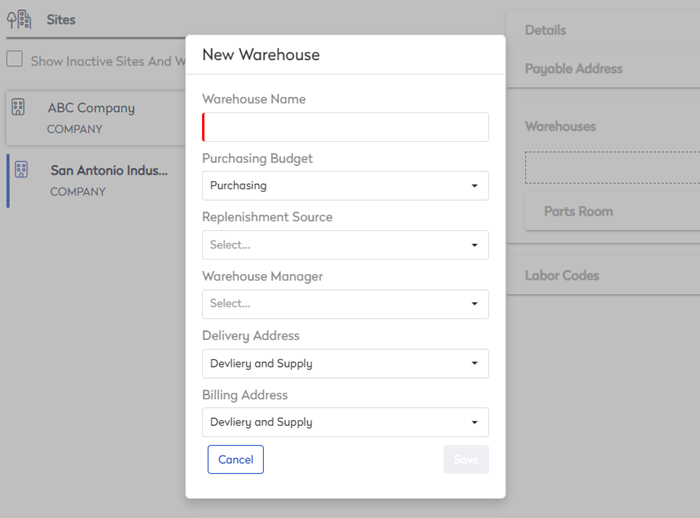 Sites
Show Inactive Sites And W
ABC Company
COMPANY
San Antonio Indus...
COMPANY
New Warehouse
Warehouse Name
Purchasing Budget
Purchasing
Replenishment Source
Select...
Warehouse Manager
Select...
Delivery Address
Devliery and Supply
Billing Address
Devliery and Supply
Cancel
Save
Details
Payable Address
Warehouses
Parts Room
Labor Codes